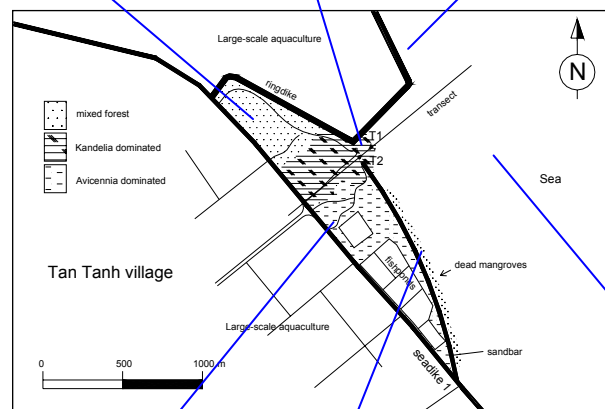 Large-scale aquaculture
N
ringdike
transect
mixed forest
T1
Kandelia dominated
T2
Avicennia dominated
Sea
Tan Tanh village
dead mangroves
fishponds
Large-scale aquaculture
0 500 1000 m
seadike 1
sandbar